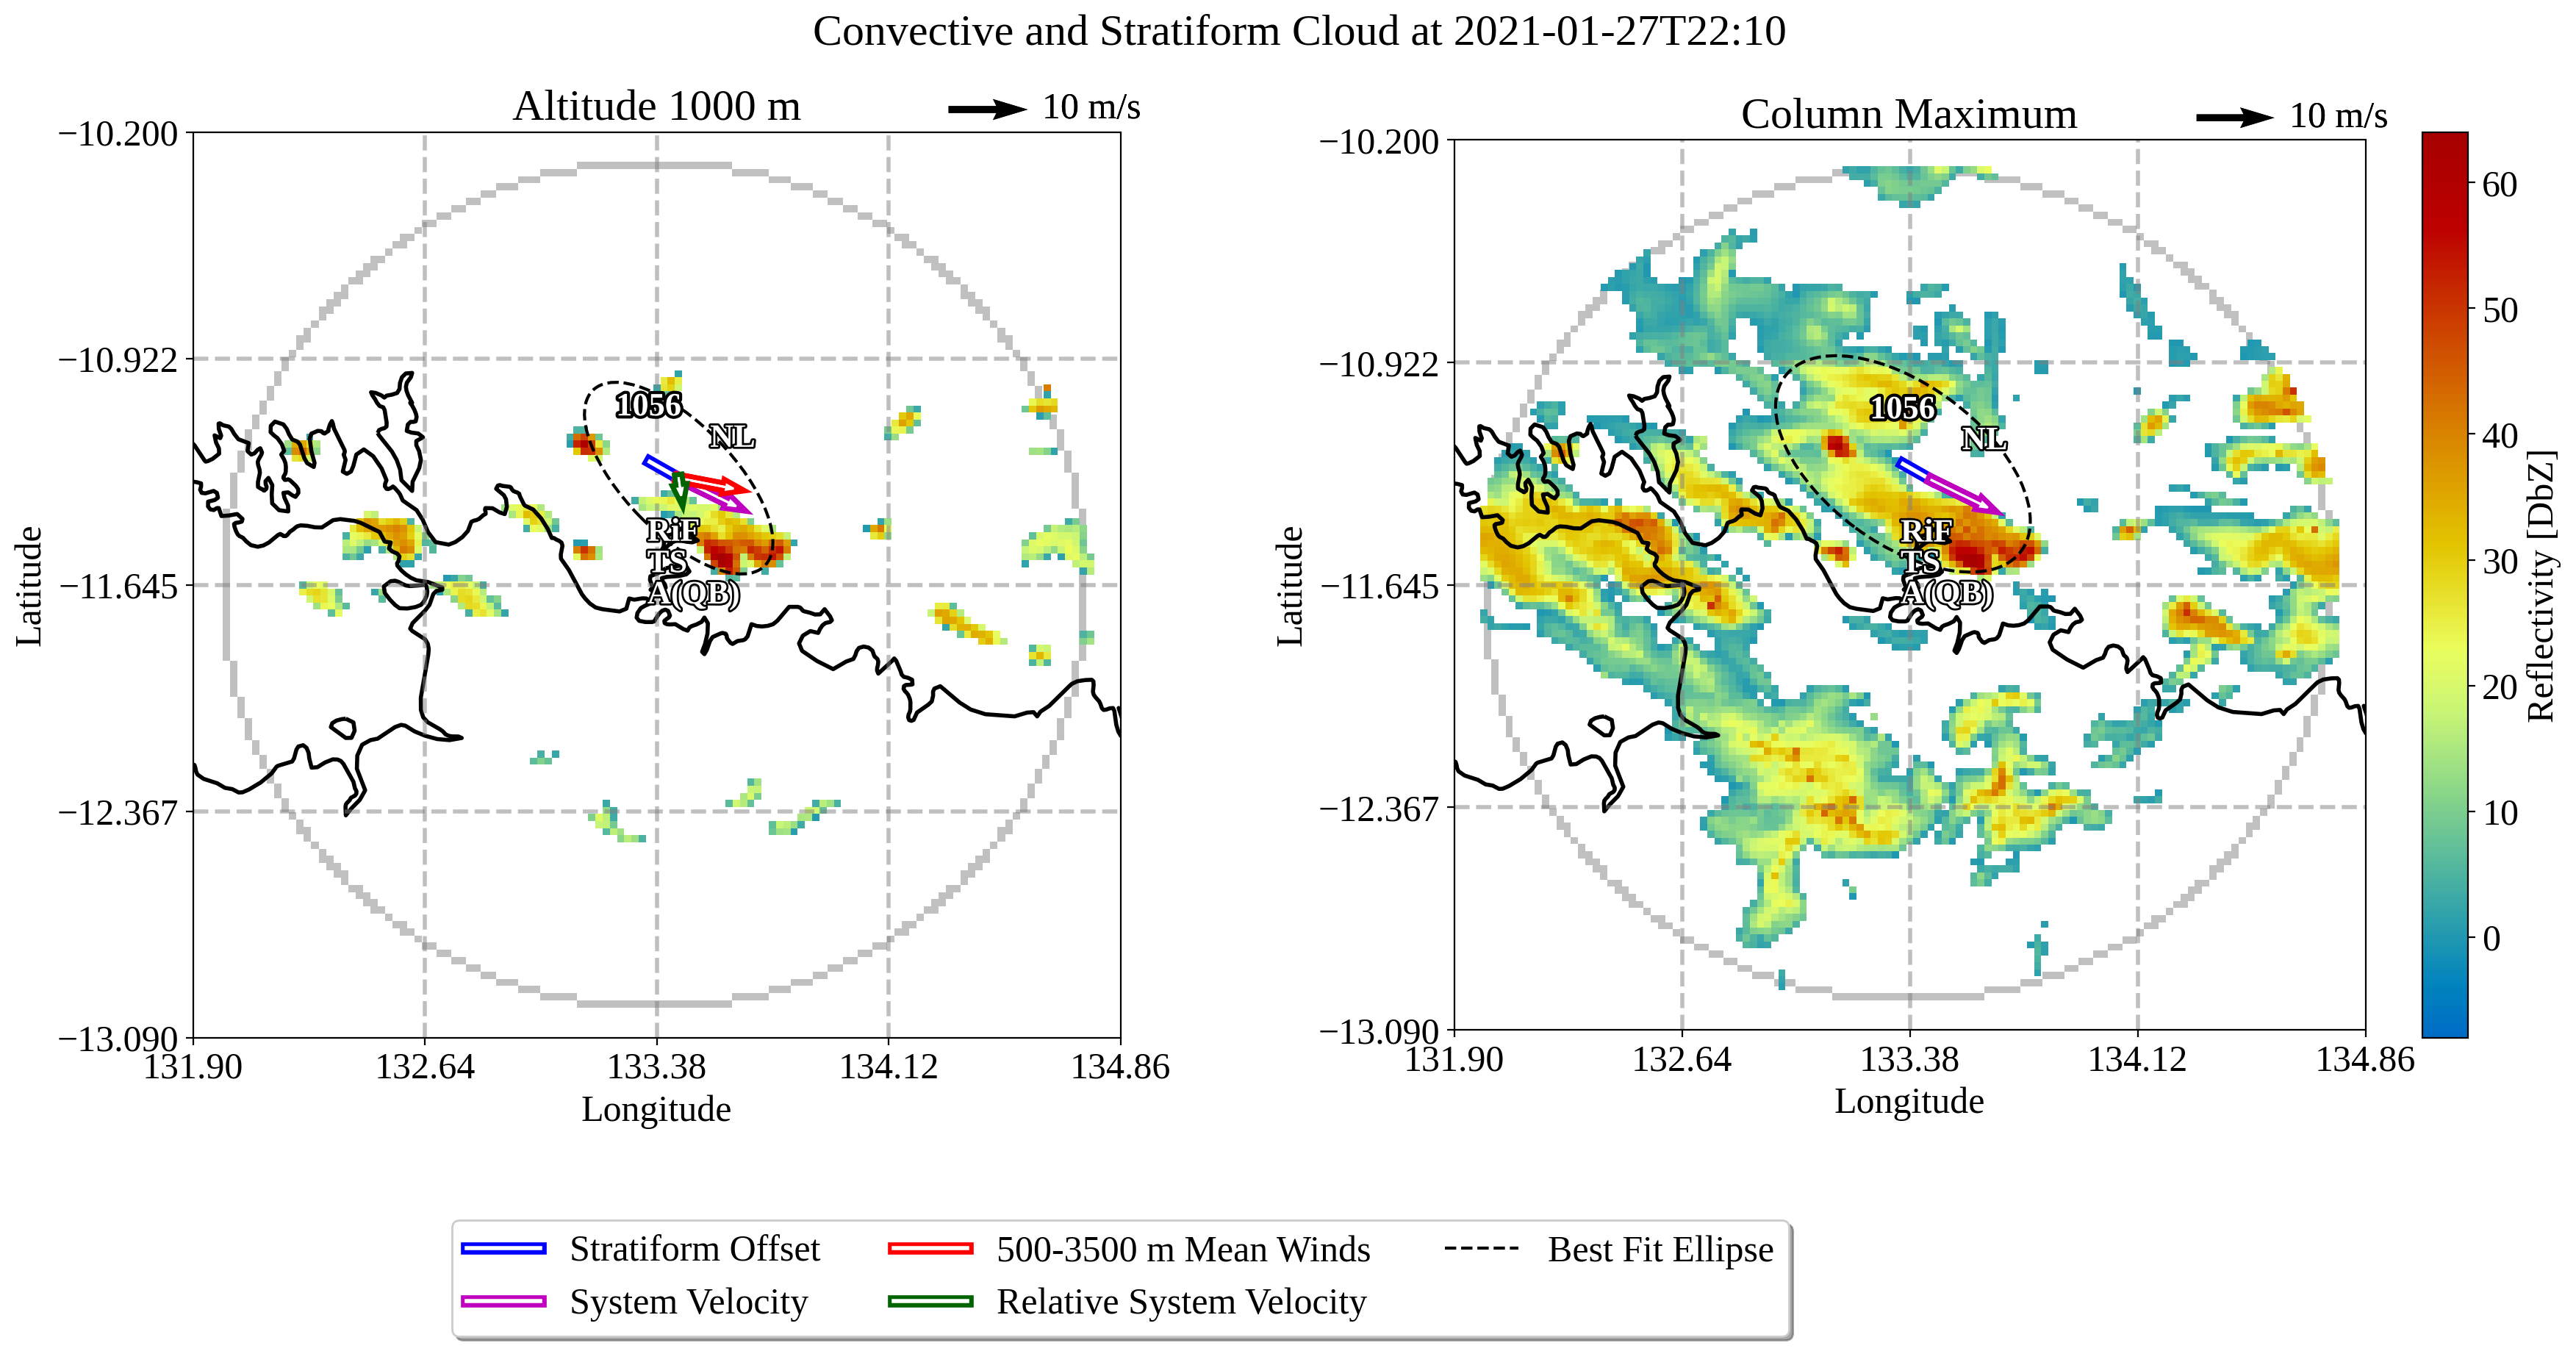 Convective and Stratiform Cloud at 2021-01-27T22:10
Altitude 1000 m
10 m/s
−10.200
−10.922
−11.645
−12.367
−13.090
Latitude
131.90
132.64
133.38
134.12
134.86
Longitude
1056
NL
RiF
TS
A(QB)
Column Maximum
10 m/s
−10.200
−10.922
−11.645
−12.367
−13.090
Latitude
131.90
132.64
133.38
134.12
134.86
Longitude
1056
NL
RiF
TS
A(QB)
60
50
40
30
20
10
0
Reflectivity [DbZ]
Stratiform Offset
System Velocity
500-3500 m Mean Winds
Relative System Velocity
Best Fit Ellipse